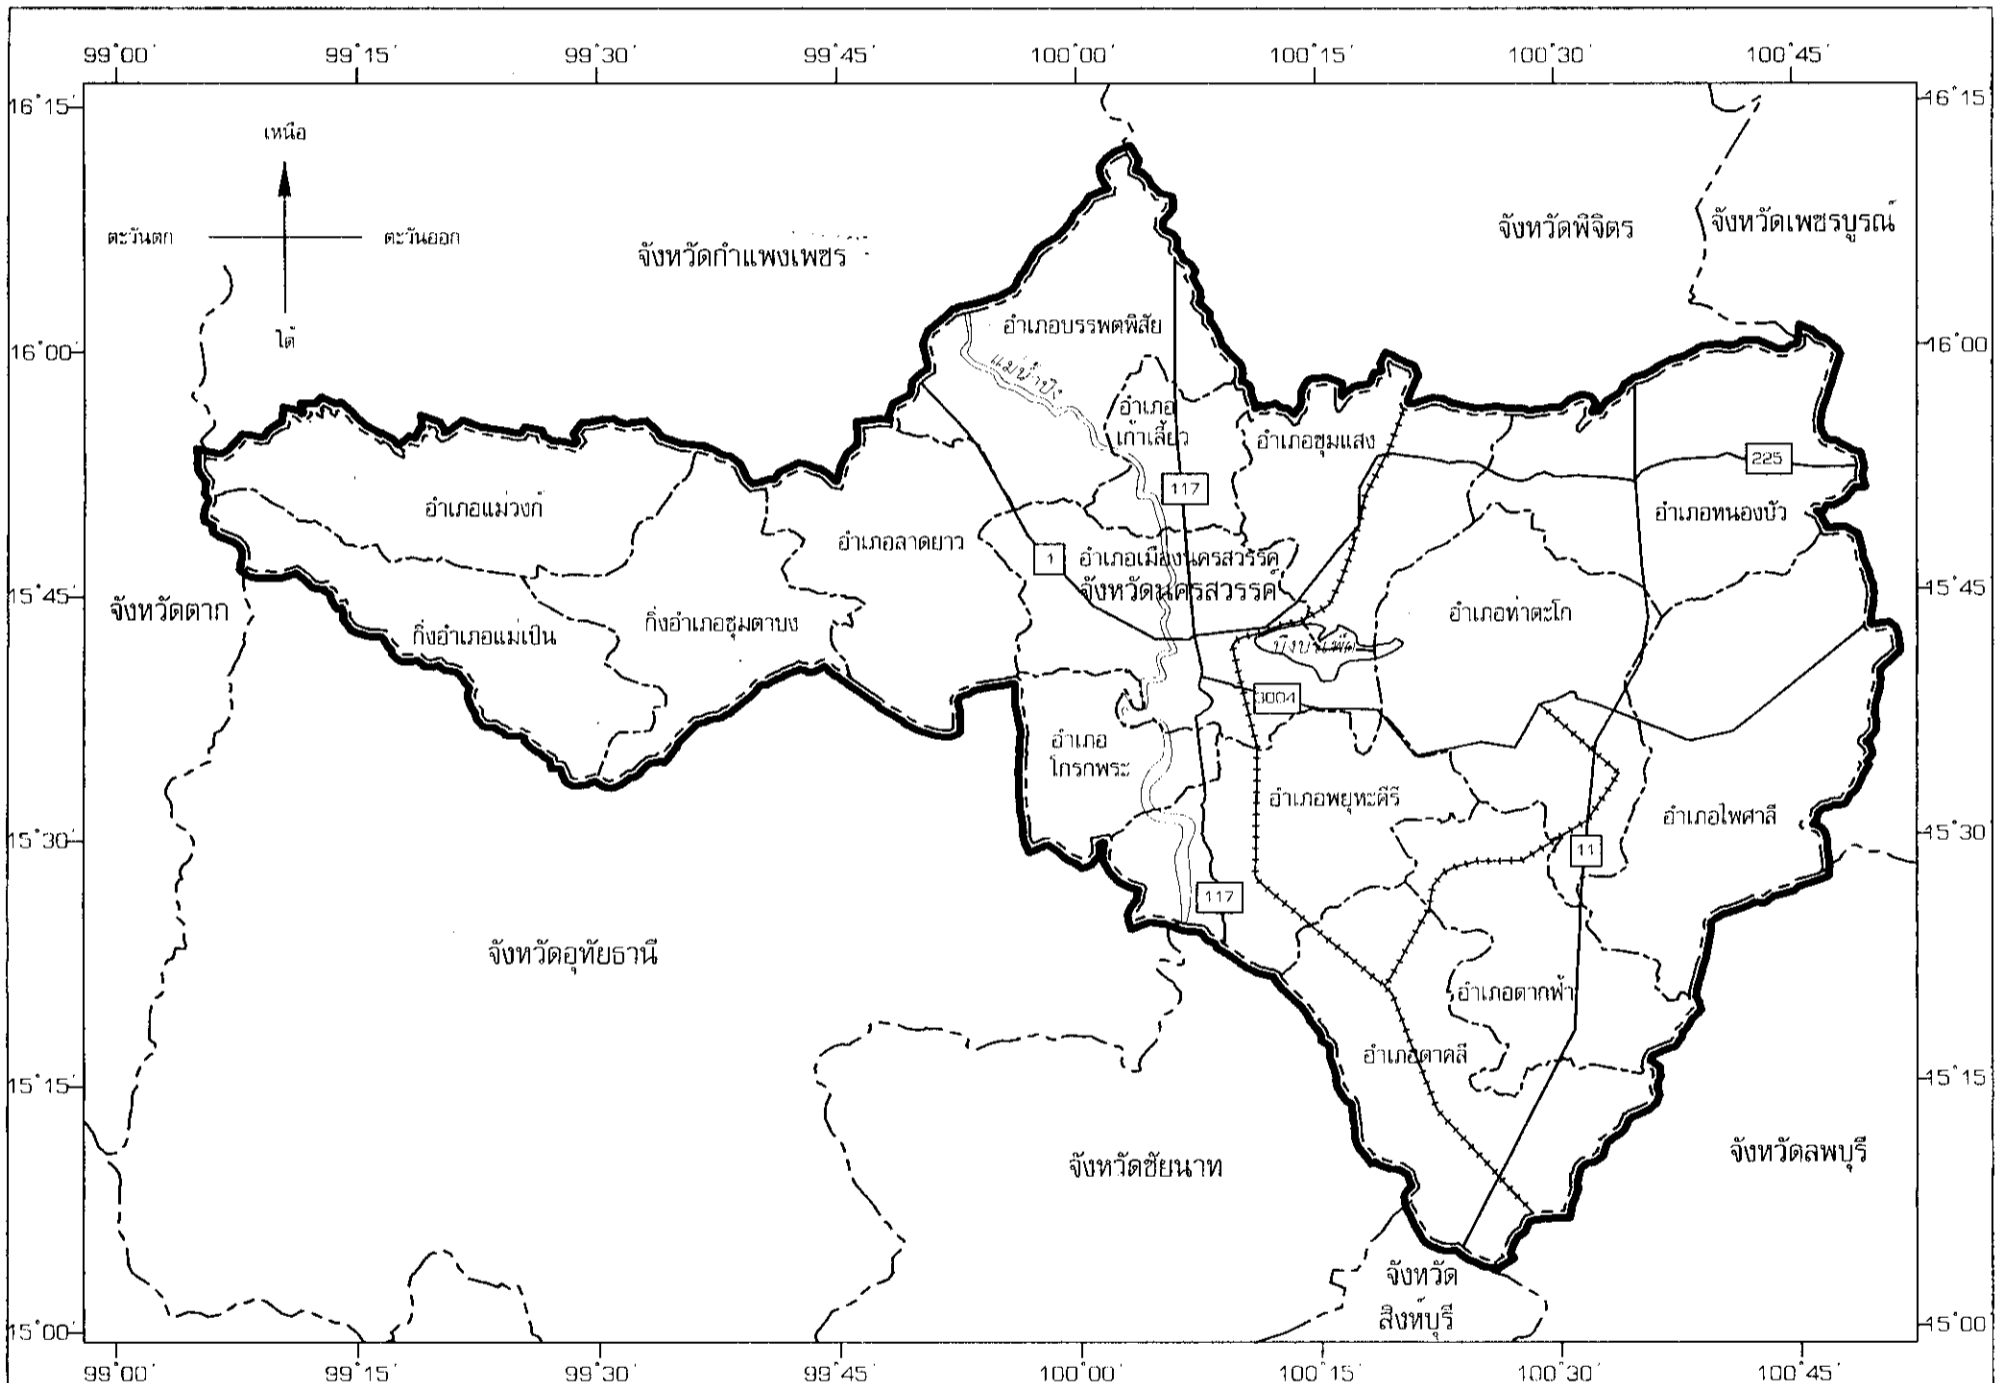 99°00′ 99°15′ 99°30′ 99°45′ 100°00′ 100°15′ 100°30′ 100°45′
16°15′ 16°15′
เหนือ
ตะวันตก ตะวันออก
ใต้
จังหวัดกำแพงเพชร
จังหวัดพิจิตร
จังหวัดเพชรบูรณ์
อำเภอบรรพตพิสัย
16°00′ 16°00′
แม่น้ำปิง
อำเภอ
เก้าเลี้ยว
อำเภอชุมแสง
225
117
อำเภอแม่วงก์
อำเภอหนองบัว
อำเภอลาดยาว
1
อำเภอเมืองนครสวรรค์
จังหวัดนครสวรรค์
15°45′ 15°45′
จังหวัดตาก
กิ่งอำเภอแม่เปิน
กิ่งอำเภอชุมตาบง
อำเภอท่าตะโก
บึงบรเพ็ด
3004
อำเภอ
โกรกพระ
อำเภอพยุหะคีรี
อำเภอไพศาลี
15°30′ 15°30′
11
117
จังหวัดอุทัยธานี
อำเภอตากฟ้า
อำเภอตาคลี
15°15′ 15°15′
จังหวัดชัยนาท
จังหวัดลพบุรี
จังหวัด
สิงห์บุรี
15°00′ 15°00′
99°00′ 99°15′ 99°30′ 99°45′ 100°00′ 100°15′ 100°30′ 100°45′